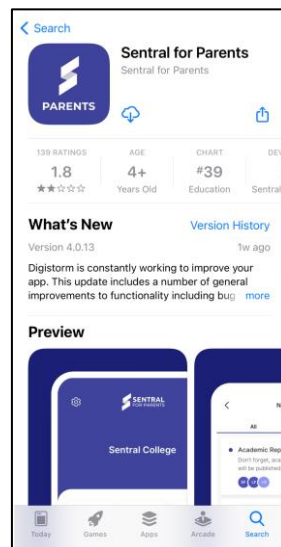 Search
Sentral for Parents
Sentral for Parents
PARENTS
139 RATINGS AGE CHART
1.8 4+ #39
★★☆☆☆ Years Old Education Sentral
What's New Version History
Version 4.0.13 1w ago
Digistorm is constantly working to improve your
app. This update includes a number of general
improvements to functionality including bug more
Preview
SENTRAL
FOR PARENTS
Sentral College
All
Academic Rep
Don't forget, aca
will be published
Today Games Apps Arcade Search